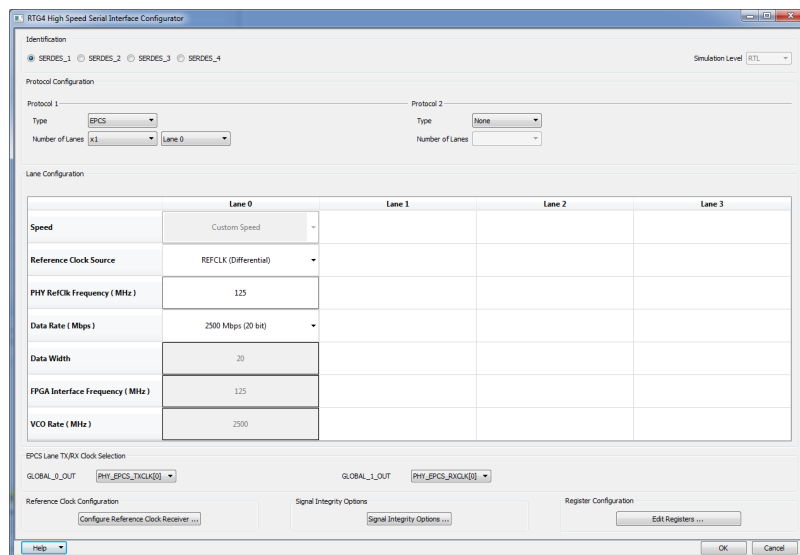 RTG4 High Speed Serial Interface Configurator
Identification
SERDES_1 SERDES_2 SERDES_3 SERDES_4
Simulation Level RTL
Protocol Configuration
Protocol 1
Protocol 2
Type EPCS
Type None
Number of Lanes x1 Lane 0
Number of Lanes
Lane Configuration
Lane 0 Lane 1 Lane 2 Lane 3
Speed Custom Speed
Reference Clock Source REFCLK (Differential)
PHY RefClk Frequency ( MHz ) 125
Data Rate ( Mbps ) 2500 Mbps (20 bit)
Data Width 20
FPGA Interface Frequency ( MHz ) 125
VCO Rate ( MHz ) 2500
EPCS Lane TX/RX Clock Selection
GLOBAL_0_OUT PHY_EPCS_TXCLK[0] GLOBAL_1_OUT PHY_EPCS_RXCLK[0]
Reference Clock Configuration Signal Integrity Options Register Configuration
Configure Reference Clock Receiver ... Signal Integrity Options ... Edit Registers ...
Help OK Cancel